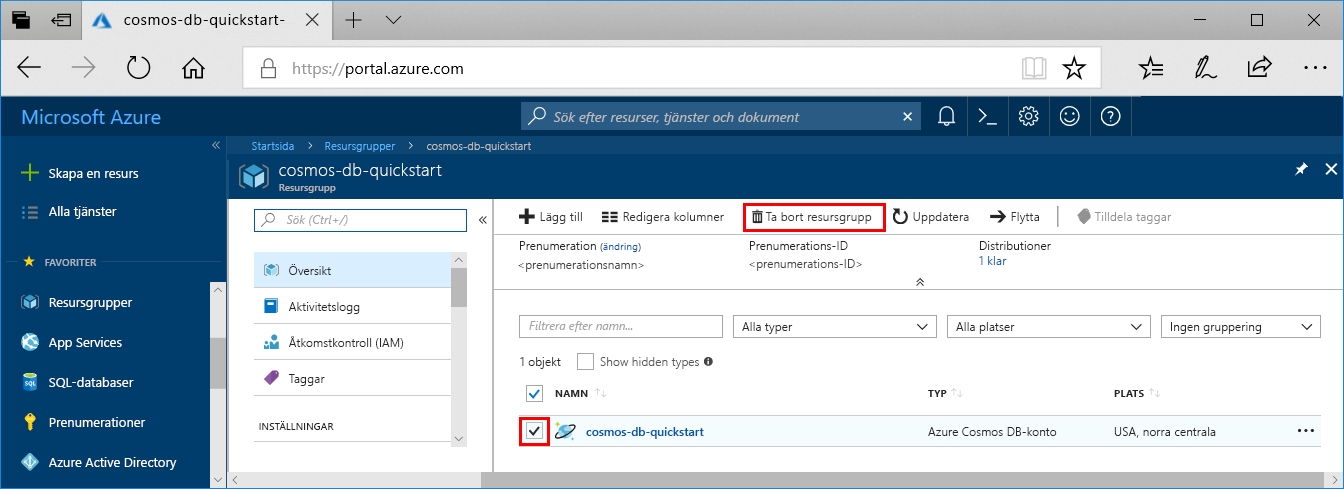 cosmos-db-quickstart-
https://portal.azure.com
Microsoft Azure
Sök efter resurser, tjänster och dokument
Startsida
Resursgrupper
cosmos-db-quickstart
Skapa en resurs
Alla tjänster
FAVORITER
Resursgrupper
App Services
SQL-databaser
SQL
Prenumerationer
Azure Active Directory
cosmos-db-quickstart
Resursgrupp
Sök (Ctrl+/)
Översikt
Aktivitetslogg
Åtkomstkontroll (IAM)
Taggar
INSTÄLLNINGAR
Lägg till
Redigera kolumner
Ta bort resursgrupp
Uppdatera
Flytta
Tilldela taggar
Prenumeration (ändring)
<prenumerationsnamn>
Prenumerations-ID
<prenumerations-ID>
Distributioner
1 klar
Filtrera efter namn...
Alla typer
Alla platser
Ingen gruppering
1 objekt
Show hidden types
NAMN
TYP
PLATS
cosmos-db-quickstart
Azure Cosmos DB-konto
USA, norra centrala